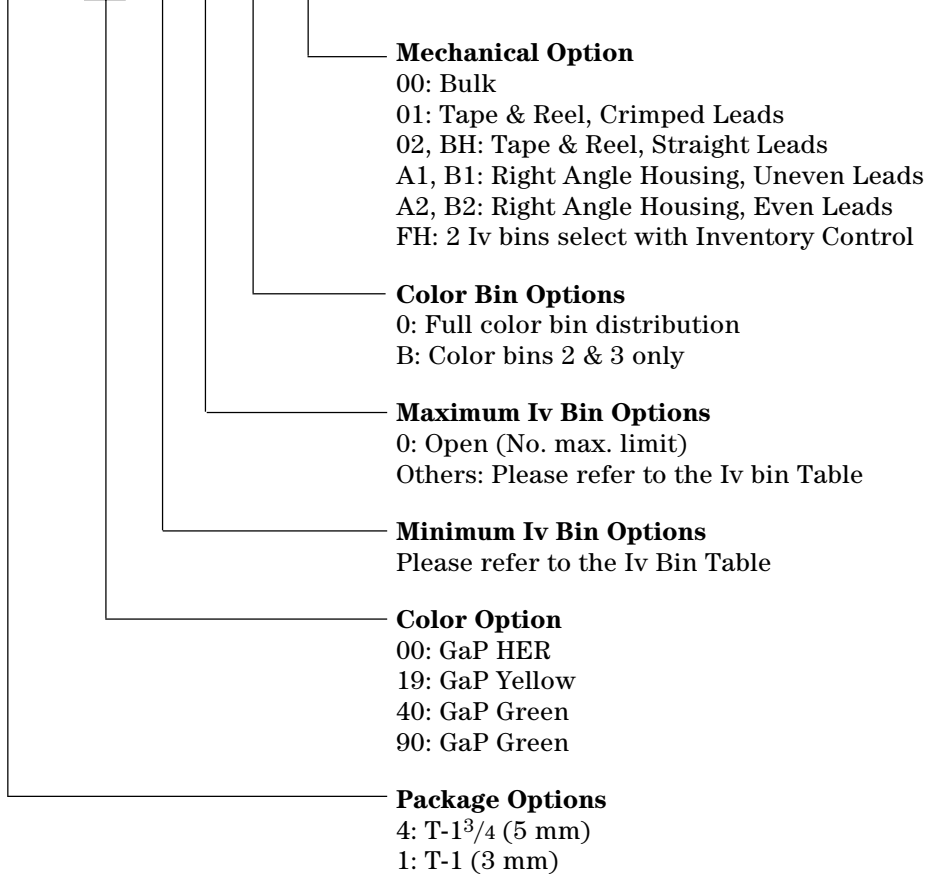 Mechanical Option
00: Bulk
01: Tape & Reel, Crimped Leads
02, BH: Tape & Reel, Straight Leads
A1, B1: Right Angle Housing, Uneven Leads
A2, B2: Right Angle Housing, Even Leads
FH: 2 Iv bins select with Inventory Control
Color Bin Options
0: Full color bin distribution
B: Color bins 2 & 3 only
Maximum Iv Bin Options
0: Open (No. max. limit)
Others: Please refer to the Iv bin Table
Minimum Iv Bin Options
Please refer to the Iv Bin Table
Color Option
00: GaP HER
19: GaP Yellow
40: GaP Green
90: GaP Green
Package Options
4: T-1 3/4 (5 mm)
1: T-1 (3 mm)